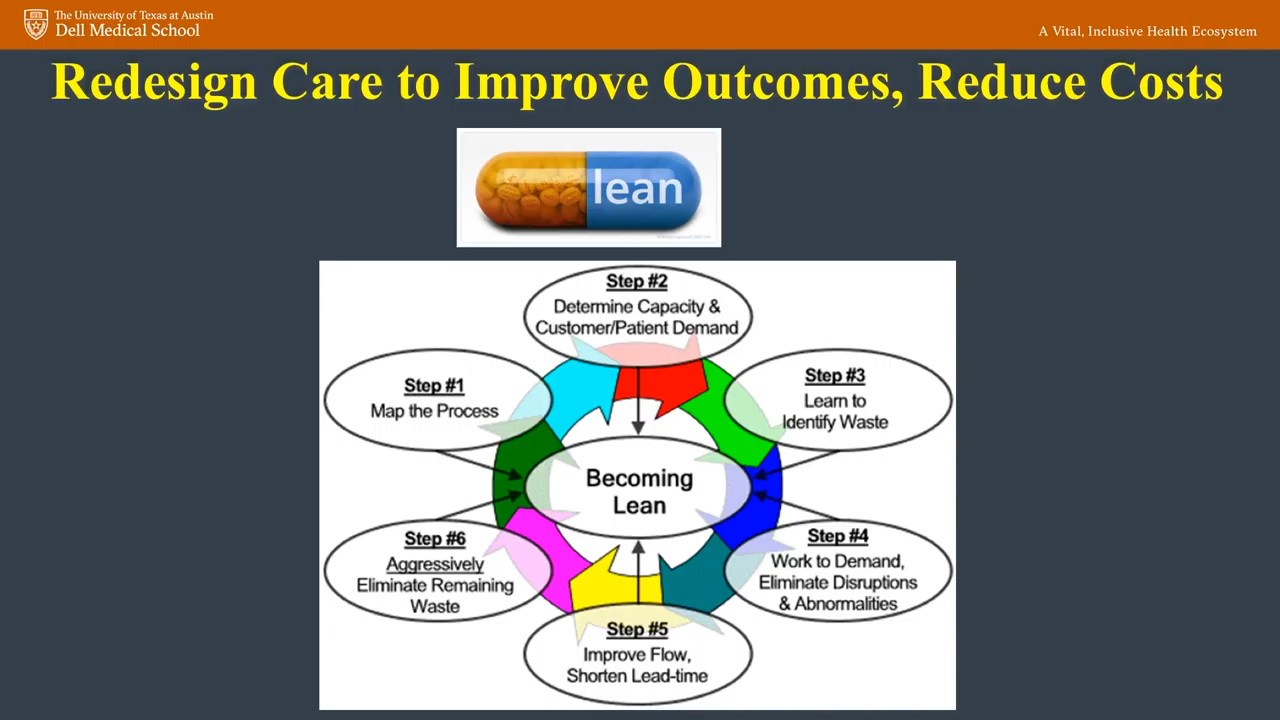 The University of Texas at Austin
Dell Medical School
A Vital, Inclusive Health Ecosystem
Redesign Care to Improve Outcomes, Reduce Costs
lean
Step #1
Map the Process
Step #2
Determine Capacity &
Customer/Patient Demand
Step #3
Learn to
Identify Waste
Becoming
Lean
Step #4
Work to Demand,
Eliminate Disruptions
& Abnormalities
Step #5
Improve Flow,
Shorten Lead-time
Step #6
Aggressively
Eliminate Remaining
Waste